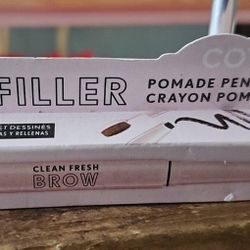 CO
FILLER
POMADE PEN
CRAYON POM
ET DESSINÉS
AS Y RELLENAS
CLEAN FRESH
BROW